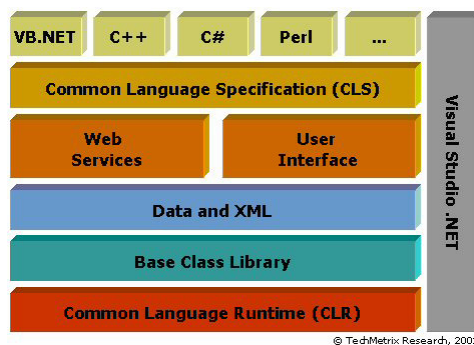 VB.NET
C++
C#
Perl
...
Common Language Specification (CLS)
Web
Services
User
Interface
Data and XML
Base Class Library
Common Language Runtime (CLR)
Visual Studio .NET
© TechMetrix Research, 200